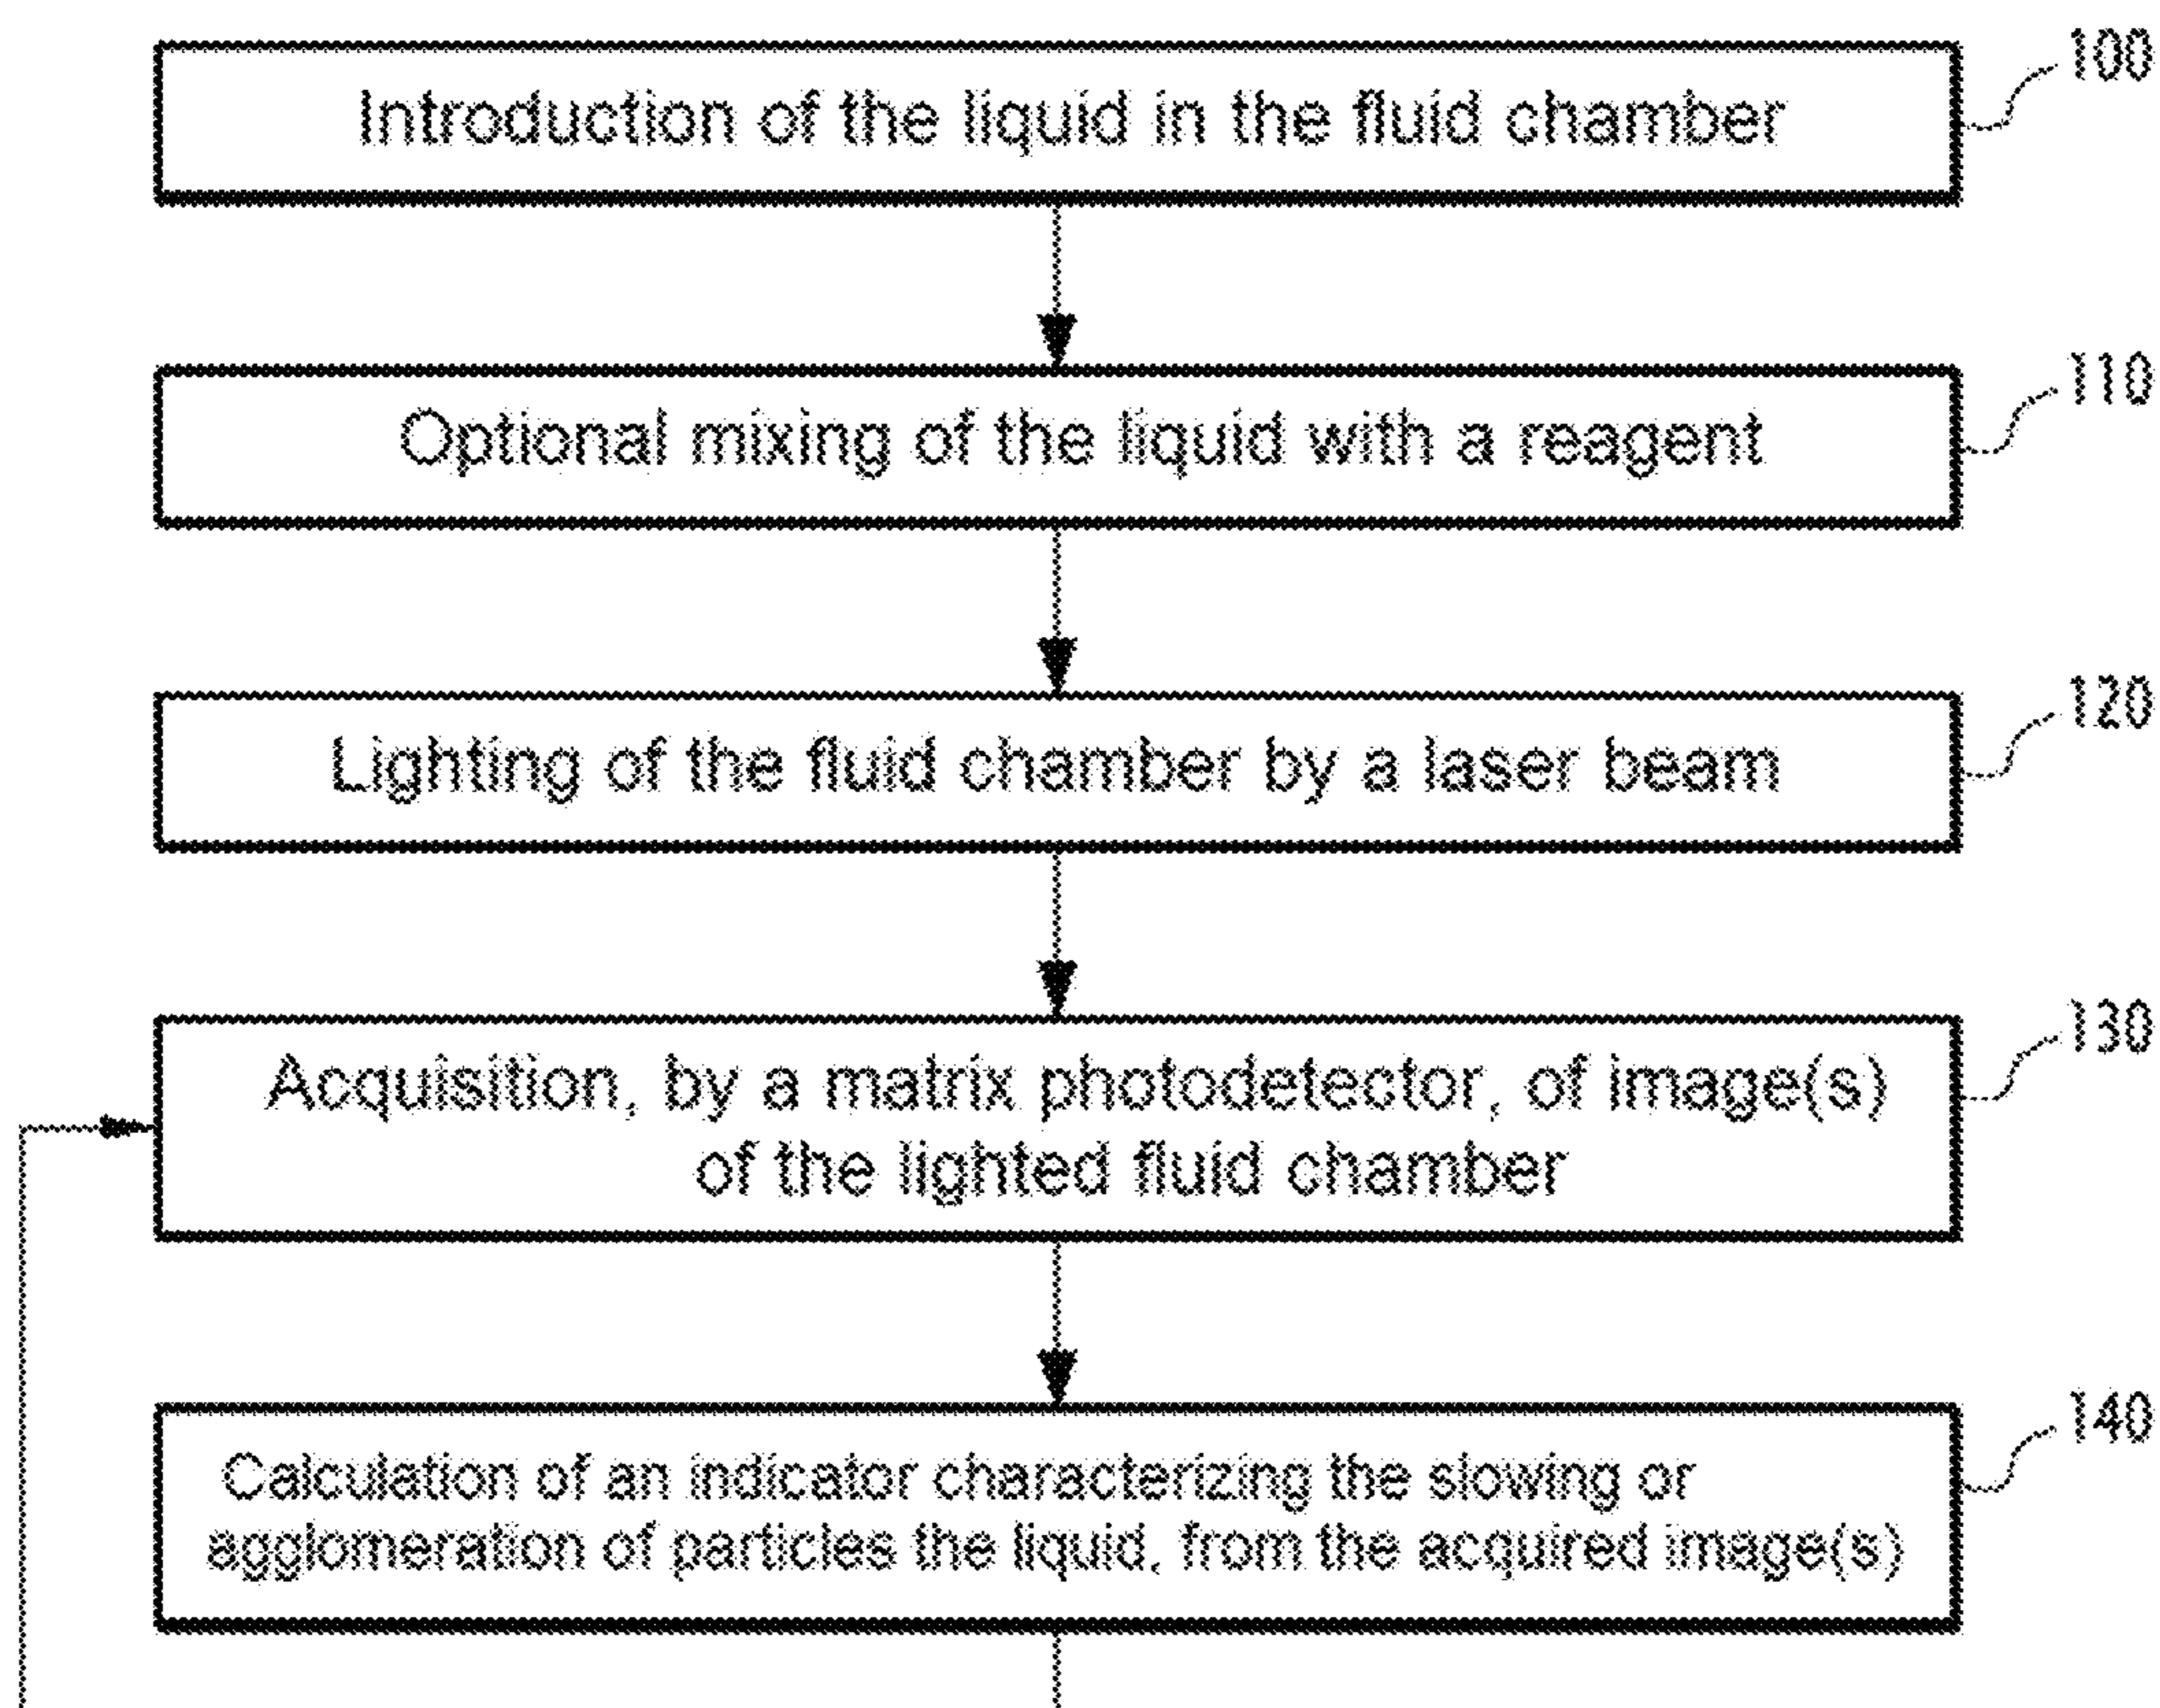 100
Introduction of the liquid in the fluid chamber
110
Optional mixing of the liquid with a reagent
120
Lighting of the fluid chamber by a laser beam
130
Acquisition, by a matrix photodetector, of image(s)
of the lighted fluid chamber
140
Calculation of an indicator characterizing the slowing or
agglomeration of particles the liquid, from the acquired image(s)